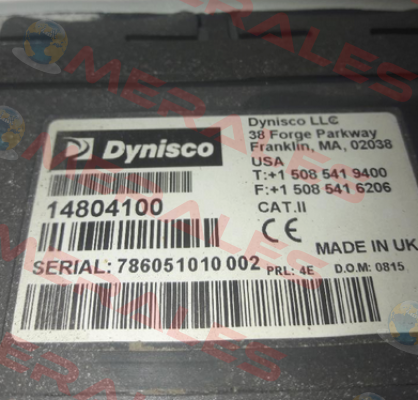 Dynisco
14804100
Dynisco LLC
38 Forge Parkway
Franklin, MA, 02038
USA
T:+1 508 541 9400
F:+1 508 541 6206
CAT.II
CE
MADE IN UK
SERIAL: 786051010 002
PRL: 4E
D.O.M: 0815
MERALES